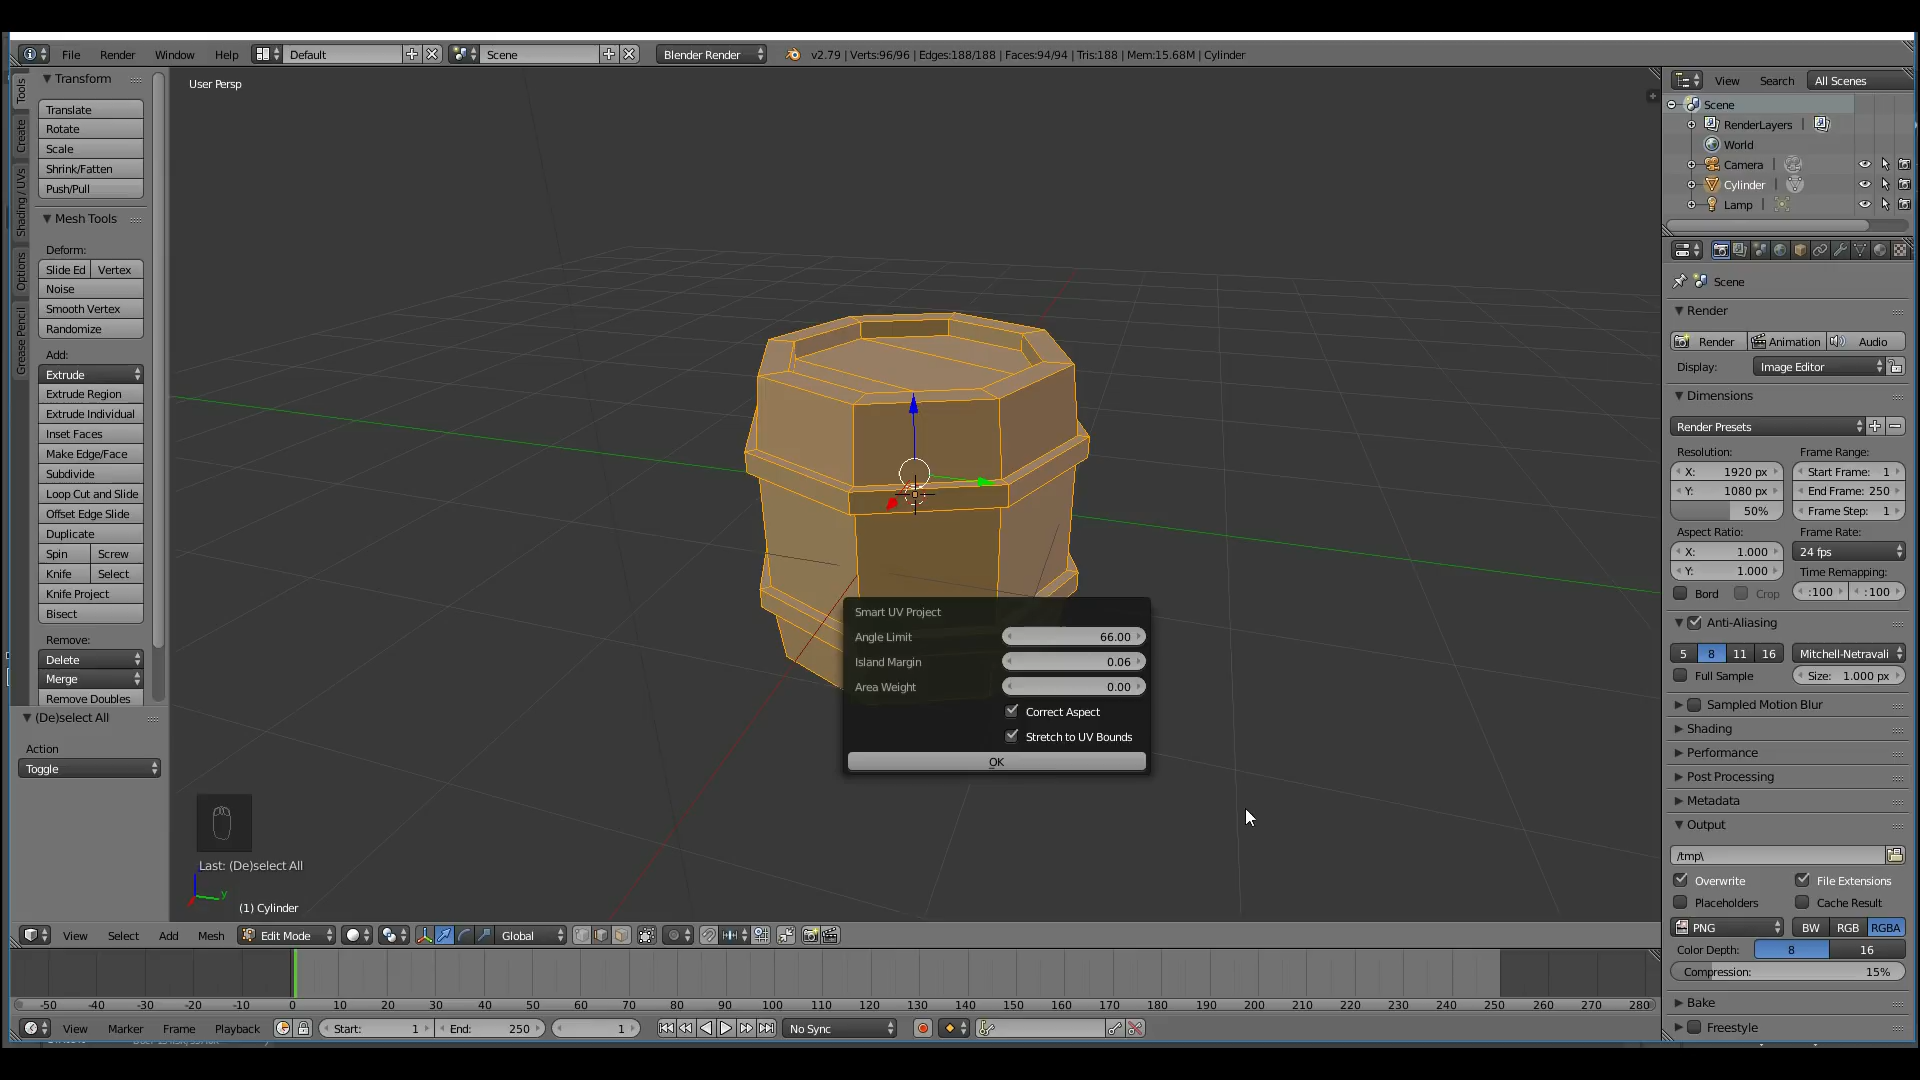 File Render Window Help Default Scene Blender Render v2.79 | Verts:96/96 | Edges:188/188 | Faces:94/94 | Tris:188 | Mem:15.68M | Cylinder
Tools
Create
Shading / UVs
Options
Grease Pencil
Transform
Translate
Rotate
Scale
Shrink/Fatten
Push/Pull
Mesh Tools
Deform:
Slide Ed Vertex
Noise
Smooth Vertex
Randomize
Add:
Extrude
Extrude Region
Extrude Individual
Inset Faces
Make Edge/Face
Subdivide
Loop Cut and Slide
Offset Edge Slide
Duplicate
Spin Screw
Knife Select
Knife Project
Bisect
Remove:
Delete
Merge
Remove Doubles
(De)select All
Action
Toggle
User Persp
Smart UV Project
Angle Limit 66.00
Island Margin 0.06
Area Weight 0.00
Correct Aspect
Stretch to UV Bounds
OK
Last: (De)select All
y
(1) Cylinder
View Select Add Mesh Edit Mode Global
-50 -40 -30 -20 -10 0 10 20 30 40 50 60 70 80 90 100 110 120 130 140 150 160 170 180 190 200 210 220 230 240 250 260 270 280
View Marker Frame Playback Start: 1 End: 250 1 No Sync
View Search All Scenes
Scene
RenderLayers |
World
Camera |
Cylinder |
Lamp |
Scene
Render
Render Animation Audio
Display: Image Editor
Dimensions
Render Presets
Resolution: Frame Range:
X: 1920 px Start Frame: 1
Y: 1080 px End Frame: 250
50% Frame Step: 1
Aspect Ratio: Frame Rate:
X: 1.000 24 fps
Y: 1.000 Time Remapping:
Bord Crop :100 :100
Anti-Aliasing
5 8 11 16 Mitchell-Netravali
Full Sample Size: 1.000 px
Sampled Motion Blur
Shading
Performance
Post Processing
Metadata
Output
/tmp\
Overwrite File Extensions
Placeholders Cache Result
PNG BW RGB RGBA
Color Depth: 8 16
Compression: 15%
Bake
Freestyle